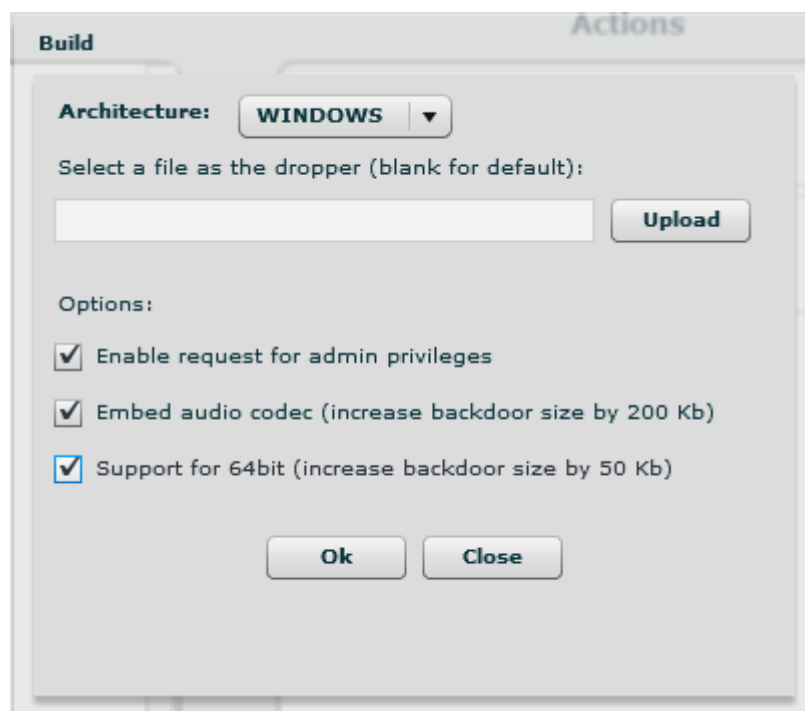 Actions
Build
Architecture: WINDOWS
Select a file as the dropper (blank for default):
Upload
Options:
Enable request for admin privileges
Embed audio codec (increase backdoor size by 200 Kb)
Support for 64bit (increase backdoor size by 50 Kb)
Ok Close